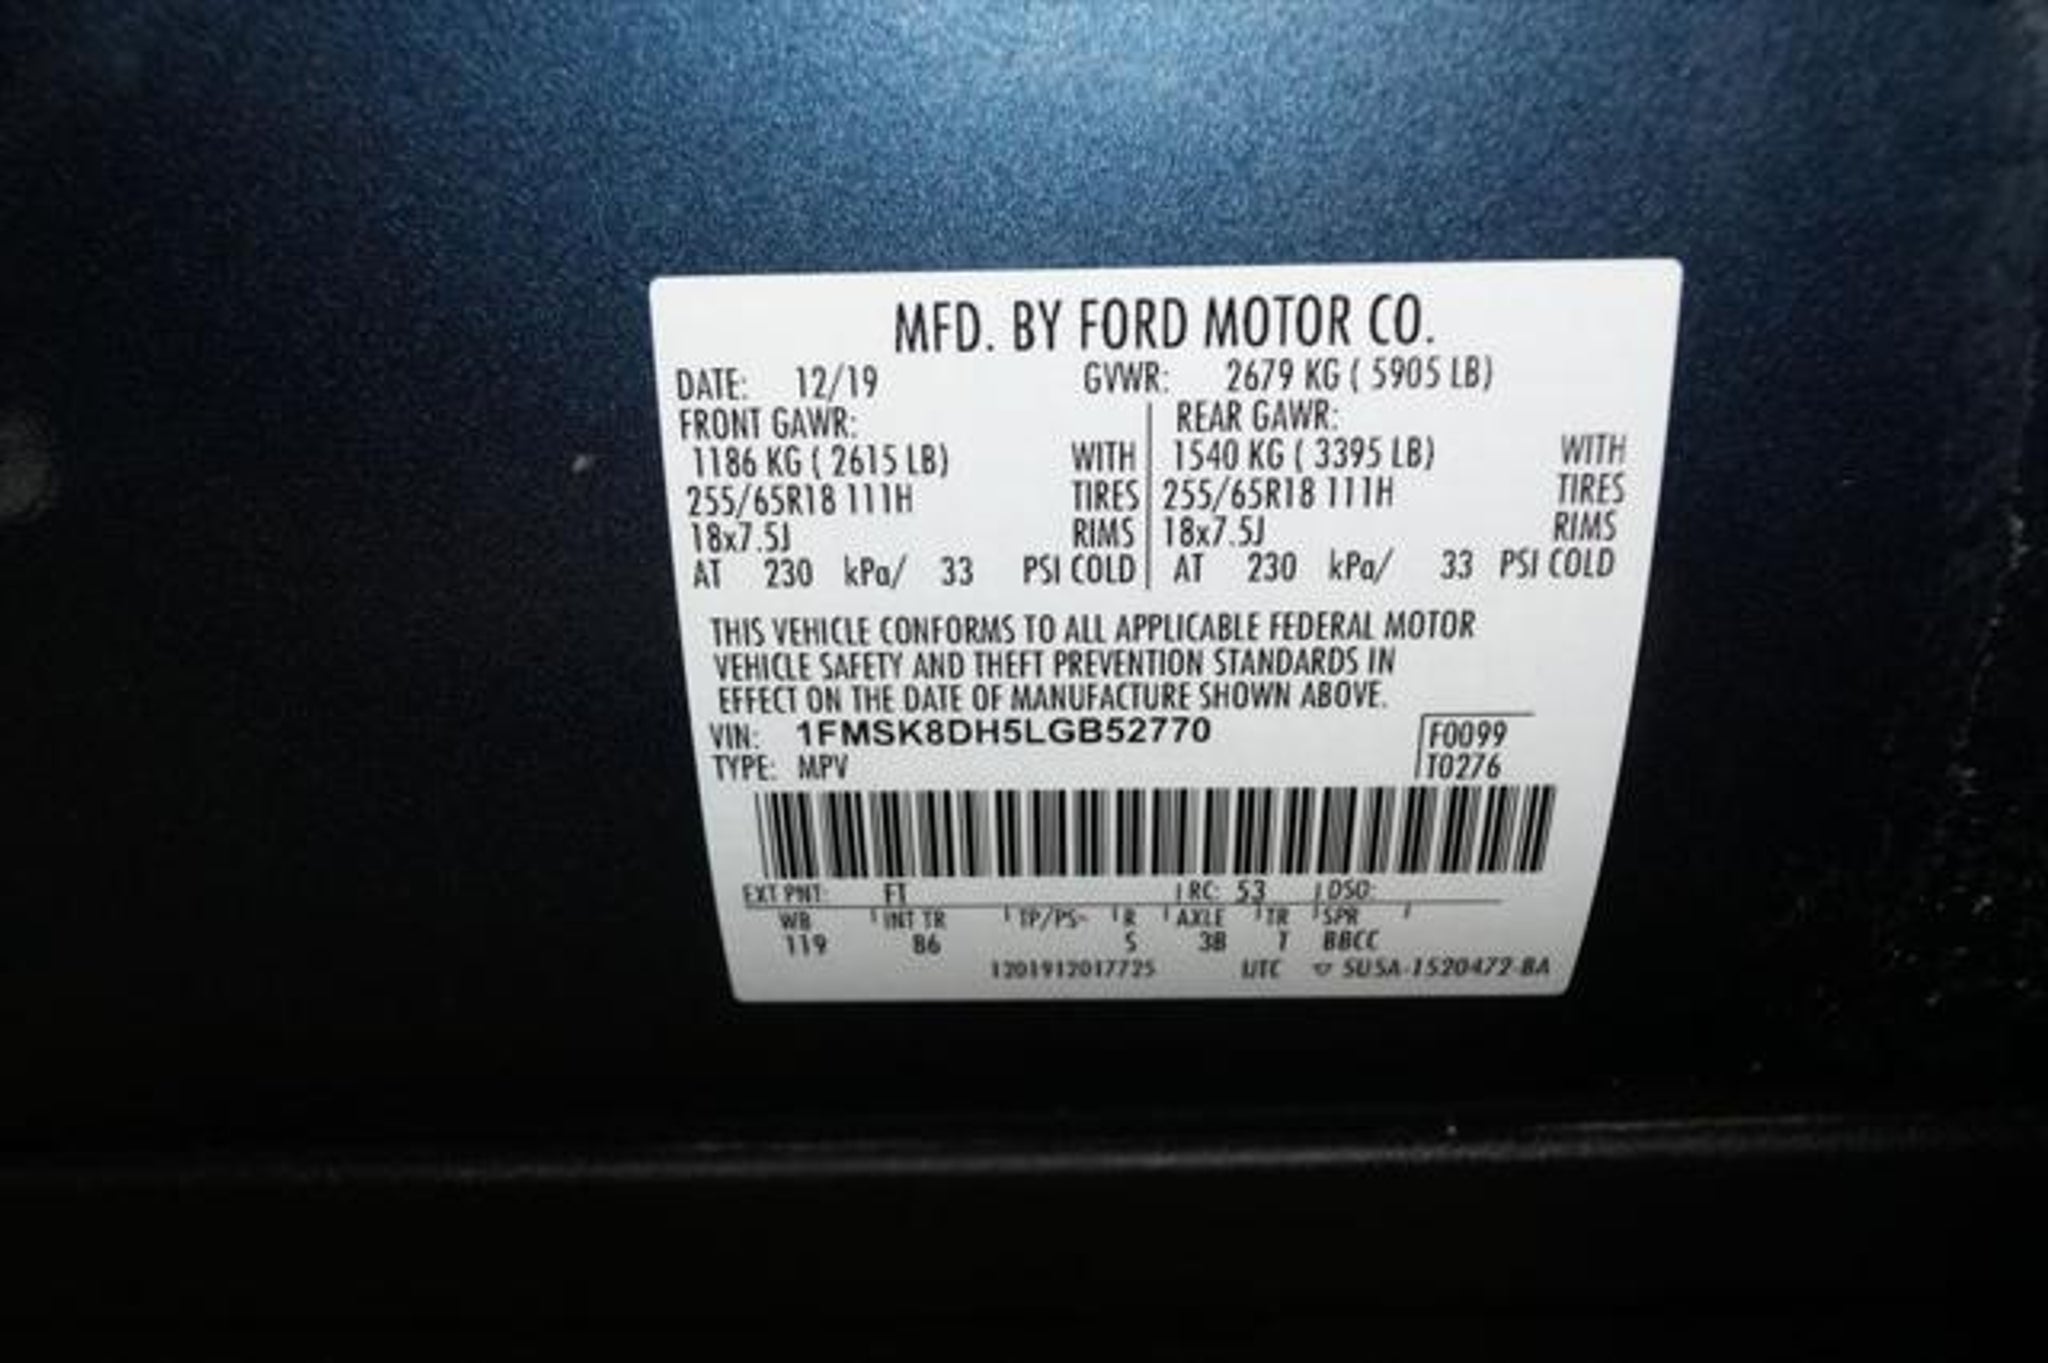 MFD. BY FORD MOTOR CO.
DATE: 12/19 GVWR: 2679 KG ( 5905 LB)
FRONT GAWR: REAR GAWR:
1186 KG ( 2615 LB) WITH 1540 KG ( 3395 LB) WITH
255/65R18 111H TIRES 255/65R18 111H TIRES
18x7.5J RIMS 18x7.5J RIMS
AT 230 kPa/ 33 PSI COLD AT 230 kPa/ 33 PSI COLD
THIS VEHICLE CONFORMS TO ALL APPLICABLE FEDERAL MOTOR
VEHICLE SAFETY AND THEFT PREVENTION STANDARDS IN
EFFECT ON THE DATE OF MANUFACTURE SHOWN ABOVE.
VIN: 1FMSK8DH5LGB52770 F0099
TYPE: MPV T0276
EXT PNT: FT RC: 53 DSO:
WB INT TR TP/PS R AXLE TR SPR
119 86 5 3B T BBCC
1201912017725 UTC ▽ SU5A-1520472-BA